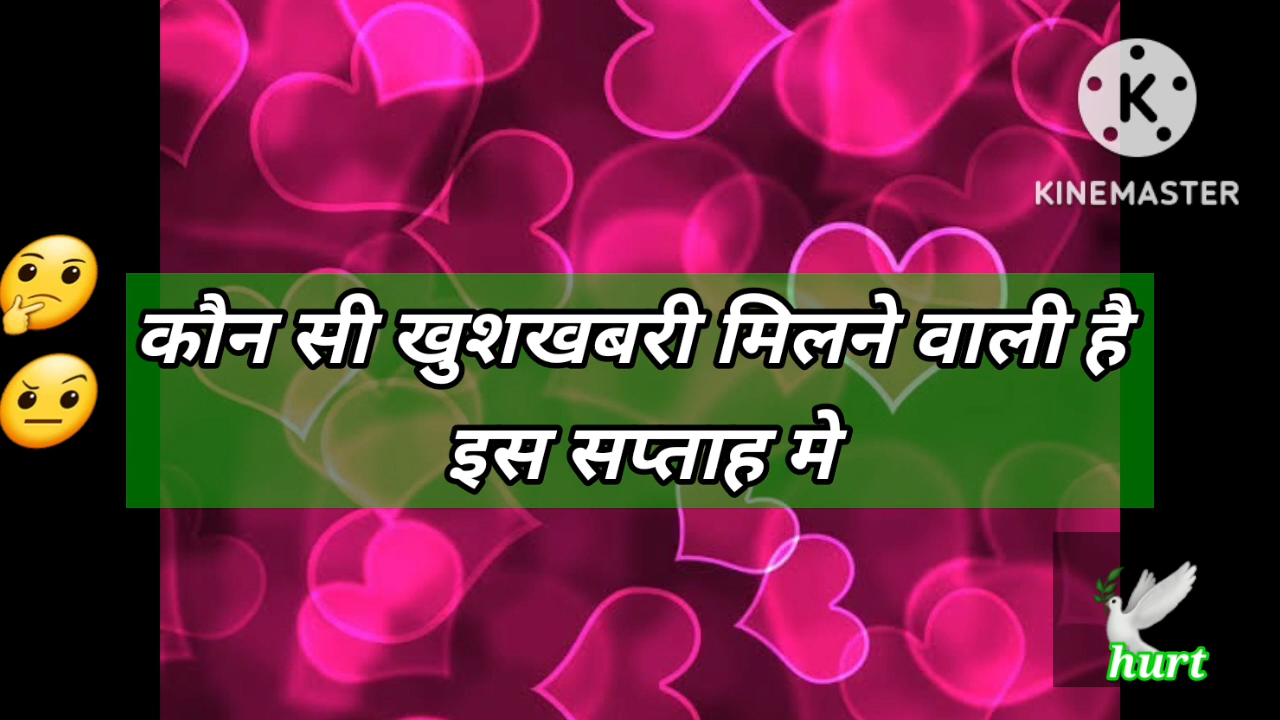 K
KINEMASTER
कौन सी खुशखबरी मिलने वाली है
इस सप्ताह मे
hurt